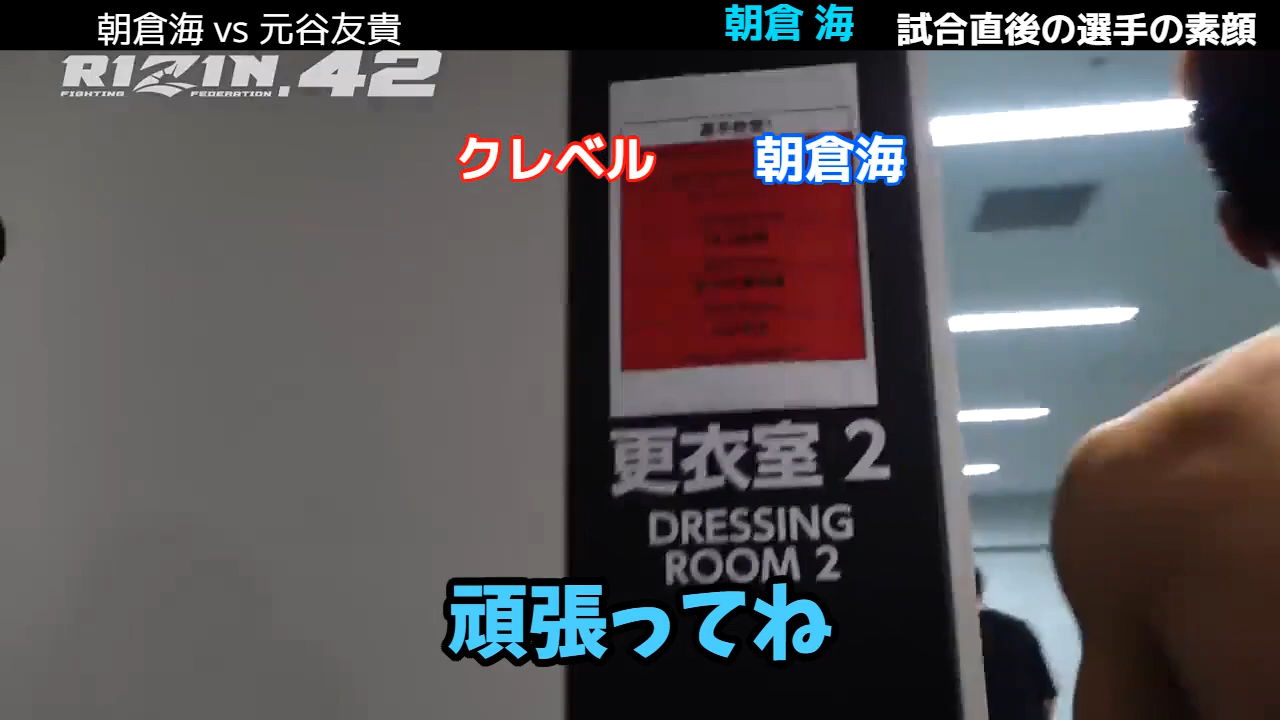 朝倉海 vs 元谷友貴
朝倉 海
試合直後の選手の素顔
RIZIN.42
FIGHTING FEDERATION
クレベル
朝倉海
更衣室 2
DRESSING
ROOM 2
頑張ってね